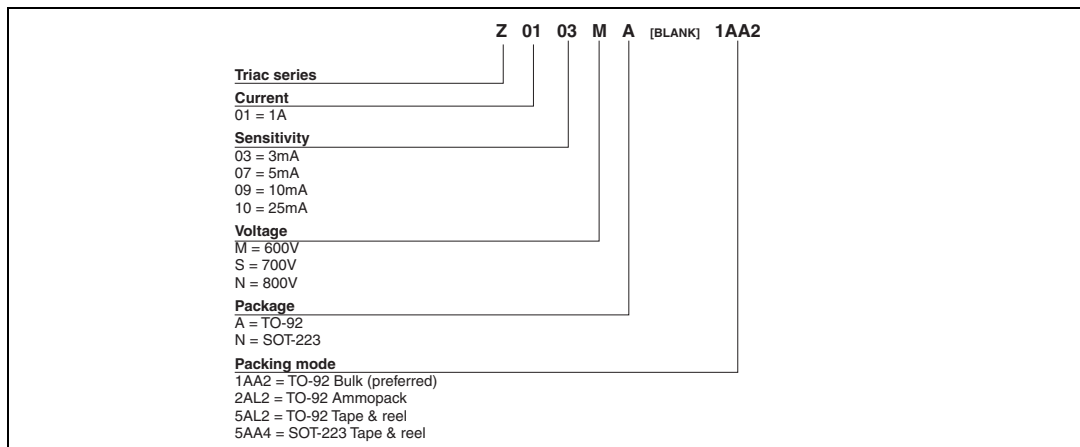 Z 01 03 M A [BLANK] 1AA2
Triac series
Current
01 = 1A
Sensitivity
03 = 3mA
07 = 5mA
09 = 10mA
10 = 25mA
Voltage
M = 600V
S = 700V
N = 800V
Package
A = TO-92
N = SOT-223
Packing mode
1AA2 = TO-92 Bulk (preferred)
2AL2 = TO-92 Ammopack
5AL2 = TO-92 Tape & reel
5AA4 = SOT-223 Tape & reel